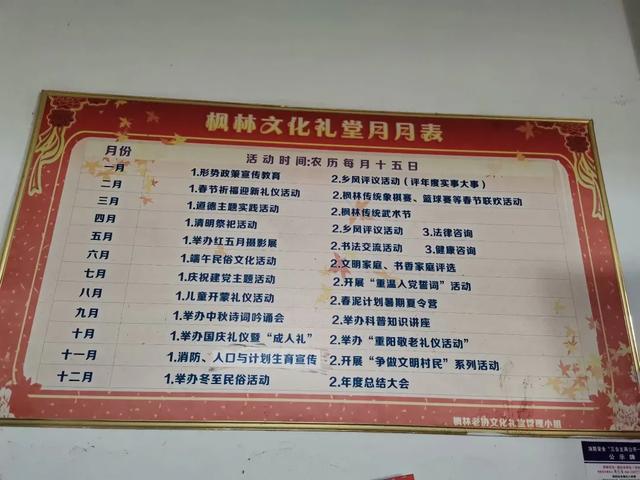 枫林文化礼堂月月表
月份 活动时间:农历每月十五日
一月 1.形势政策宣传教育 2.乡风评议活动（评年度实事大事）
二月 1.春节祈福迎新礼仪活动 2.枫林传统象棋赛、篮球赛等春节联欢活动
三月 1.道德主题实践活动 2.枫林传统武术节
四月 1.清明祭祀活动 2.乡风评议活动 3.法律咨询
五月 1.举办红五月摄影展 2.书法交流活动 3.健康咨询
六月 1.端午民俗文化活动 2.文明家庭、书香家庭评选
七月 1.庆祝建党主题活动 2.开展“重温入党誓词”活动
八月 1.儿童开蒙礼仪活动 2.春泥计划暑期夏令营
九月 1.举办中秋诗词吟诵会 2.举办科普知识讲座
十月 1.举办国庆礼仪暨“成人礼” 2.举办“重阳敬老礼仪活动”
十一月 1.消防、人口与计划生育宣传 2.开展“争做文明村民”系列活动
十二月 1.举办冬至民俗活动 2.年度总结大会
枫林老协文化礼堂管理小组
公示牌